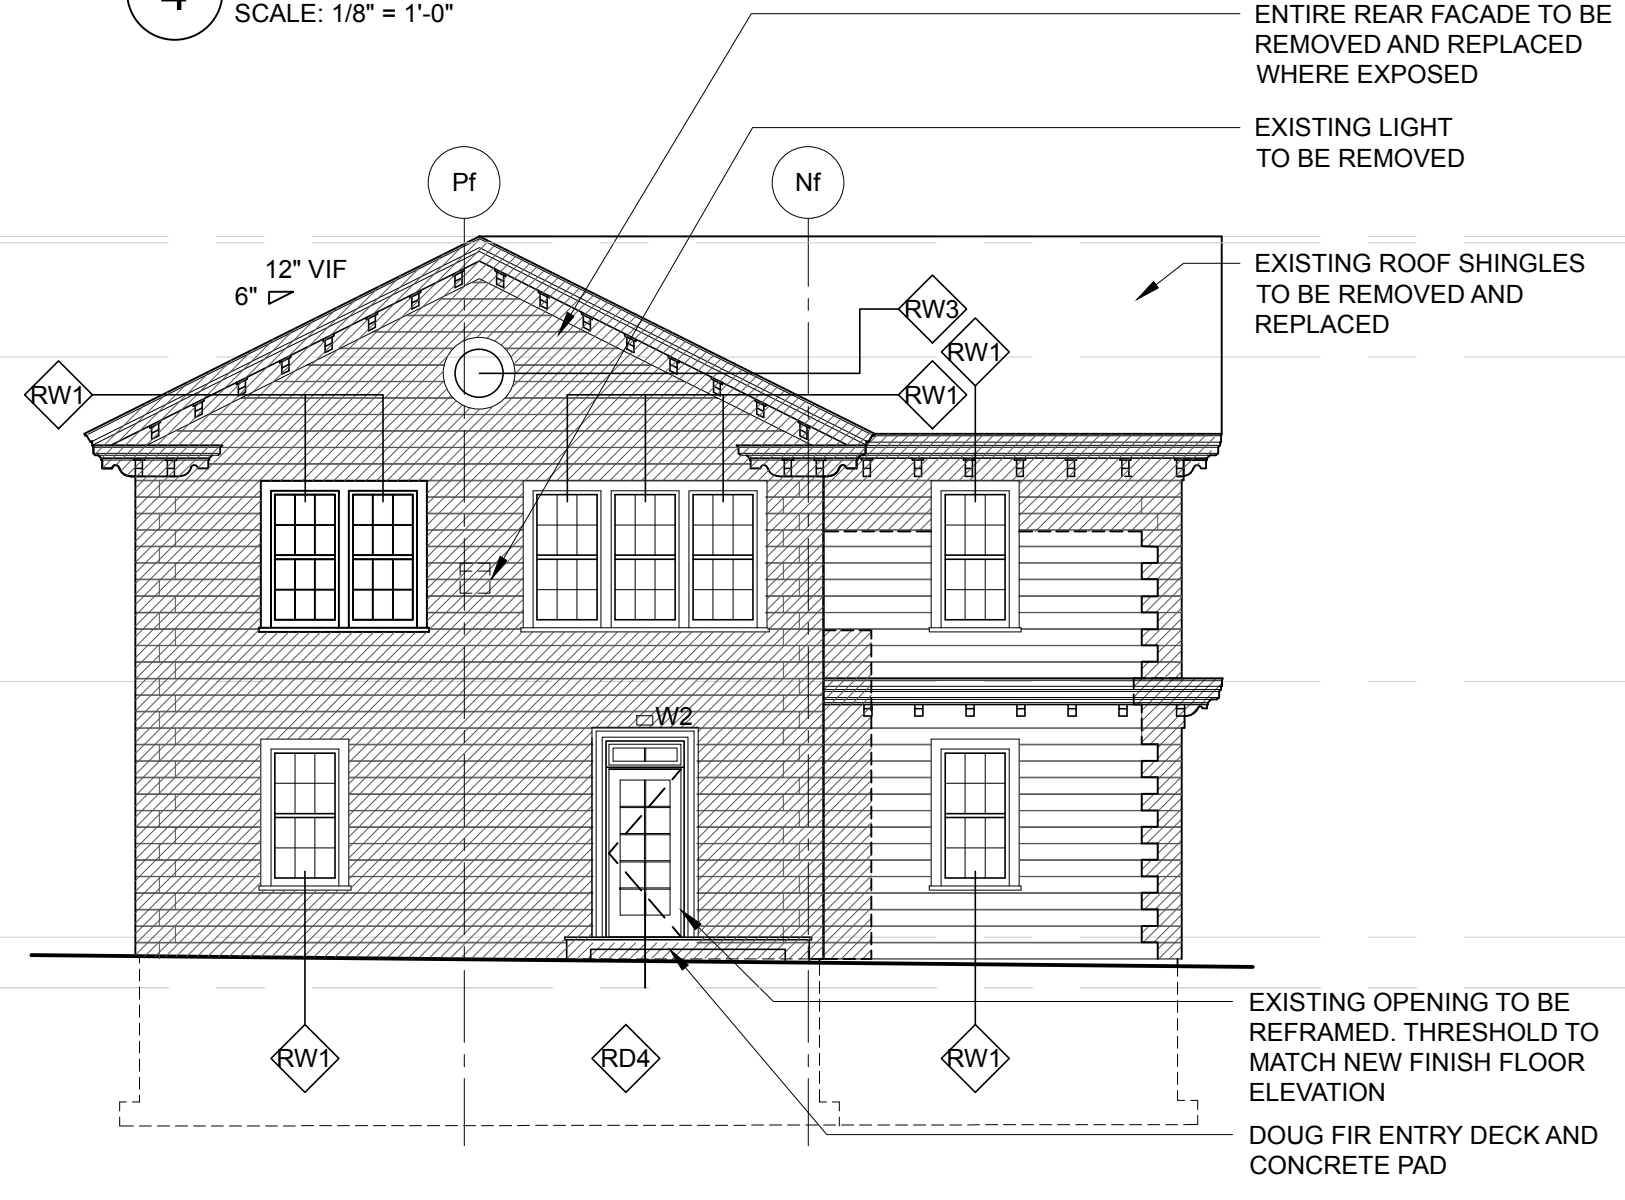 4
SCALE: 1/8" = 1'-0"
ENTIRE REAR FACADE TO BE
REMOVED AND REPLACED
WHERE EXPOSED
EXISTING LIGHT
TO BE REMOVED
Pf
Nf
12" VIF
6"
EXISTING ROOF SHINGLES
TO BE REMOVED AND
REPLACED
RW3
RW1
RW1
RW1
W2
EXISTING OPENING TO BE
REFRAMED. THRESHOLD TO
MATCH NEW FINISH FLOOR
ELEVATION
RW1
RD4
RW1
DOUG FIR ENTRY DECK AND
CONCRETE PAD